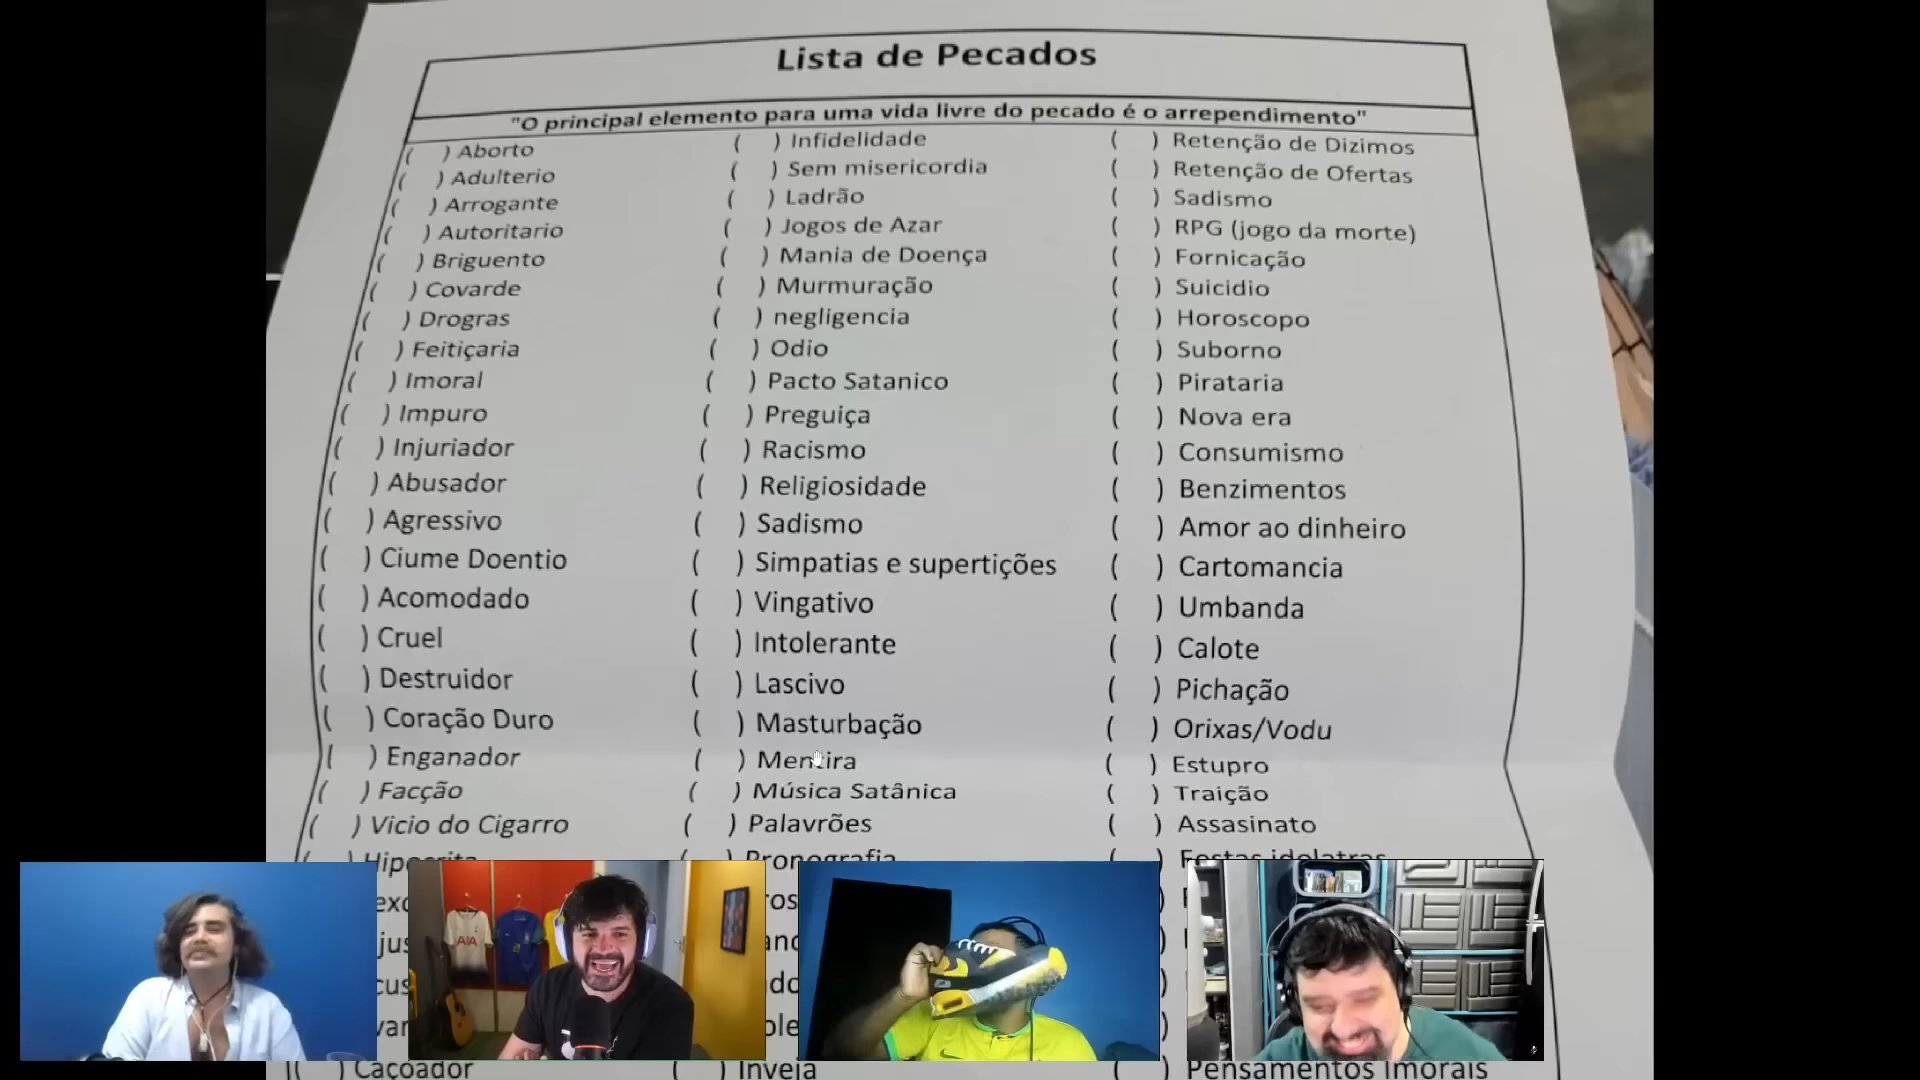 Lista de Pecados
"O principal elemento para uma vida livre do pecado é o arrependimento"
( ) Aborto
( ) Adulterio
( ) Arrogante
( ) Autoritario
( ) Briguento
( ) Covarde
( ) Drogras
( ) Feitiçaria
( ) Imoral
( ) Impuro
( ) Injuriador
( ) Abusador
( ) Agressivo
( ) Ciume Doentio
( ) Acomodado
( ) Cruel
( ) Destruidor
( ) Coração Duro
( ) Enganador
( ) Facção
( ) Vicio do Cigarro
( ) Hipocrita
( ) Caçoador
( ) Infidelidade
( ) Sem misericordia
( ) Ladrão
( ) Jogos de Azar
( ) Mania de Doença
( ) Murmuração
( ) negligencia
( ) Odio
( ) Pacto Satanico
( ) Preguiça
( ) Racismo
( ) Religiosidade
( ) Sadismo
( ) Simpatias e supertições
( ) Vingativo
( ) Intolerante
( ) Lascivo
( ) Masturbação
( ) Mentira
( ) Música Satânica
( ) Palavrões
( ) Pronografia
( ) Inveja
( ) Retenção de Dizimos
( ) Retenção de Ofertas
( ) Sadismo
( ) RPG (jogo da morte)
( ) Fornicação
( ) Suicidio
( ) Horoscopo
( ) Suborno
( ) Pirataria
( ) Nova era
( ) Consumismo
( ) Benzimentos
( ) Amor ao dinheiro
( ) Cartomancia
( ) Umbanda
( ) Calote
( ) Pichação
( ) Orixas/Vodu
( ) Estupro
( ) Traição
( ) Assasinato
( ) Festas idolatras
( ) Pensamentos Imorais
AIA